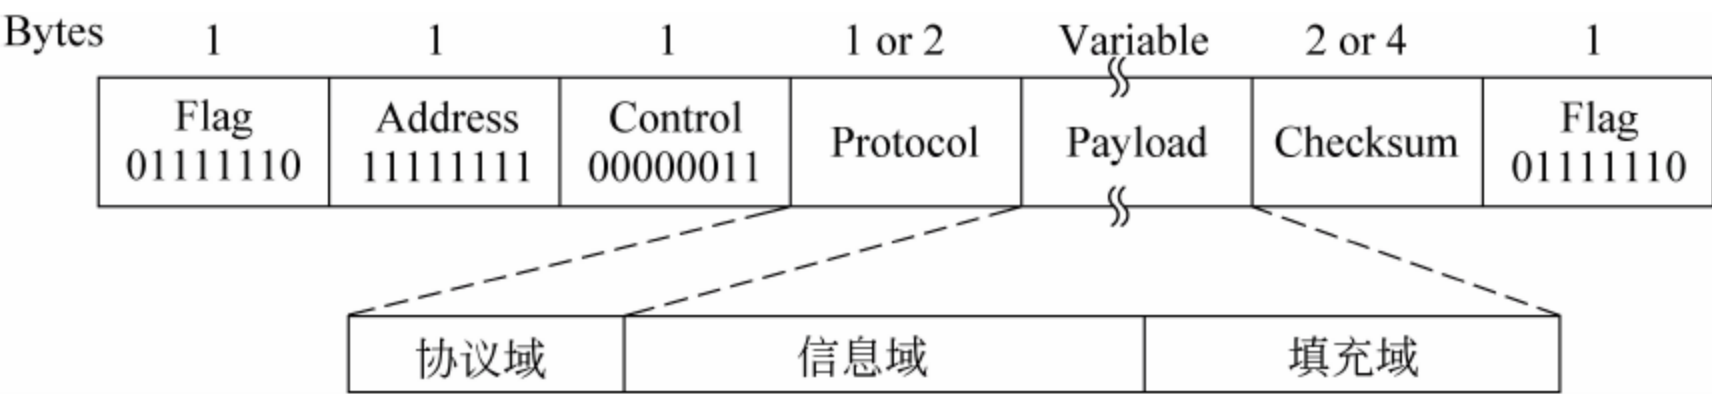 Bytes 1 1 1 1 or 2 Variable 2 or 4 1
Flag Address Control Protocol Payload Checksum Flag
01111110 11111111 00000011 01111110
协议域 信息域 填充域